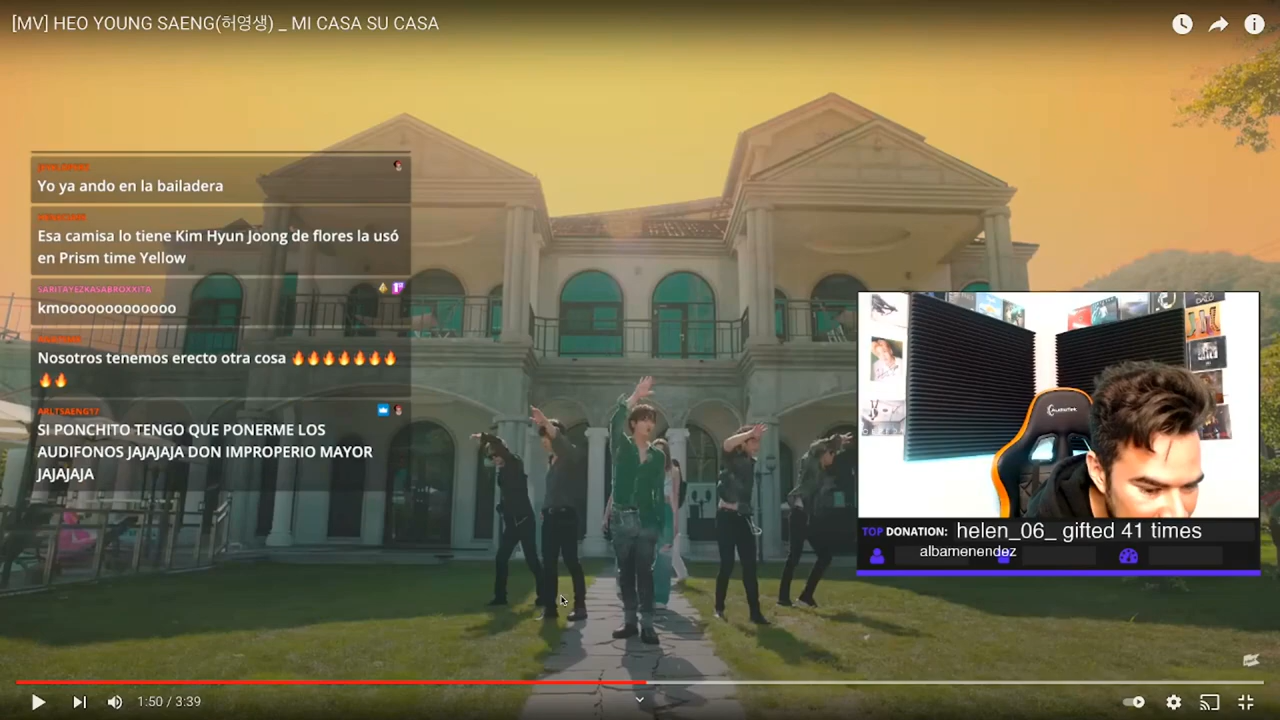 [MV] HEO YOUNG SAENG(허영생) _ MI CASA SU CASA
Yo ya ando en la bailadera
Esa camisa lo tiene Kim Hyun Joong de flores la usó
en Prism time Yellow
SARITAYEZKASABROXXITA
kmooooooooooooo
Nosotros tenemos erecto otra cosa 🔥🔥🔥🔥🔥🔥🔥
🔥🔥
ARLTSAENG17
SI PONCHITO TENGO QUE PONERME LOS
AUDIFONOS JAJAJAJA DON IMPROPERIO MAYOR
JAJAJAJA
TOP DONATION: helen_06_ gifted 41 times
albamenendez
1:50 / 3:39